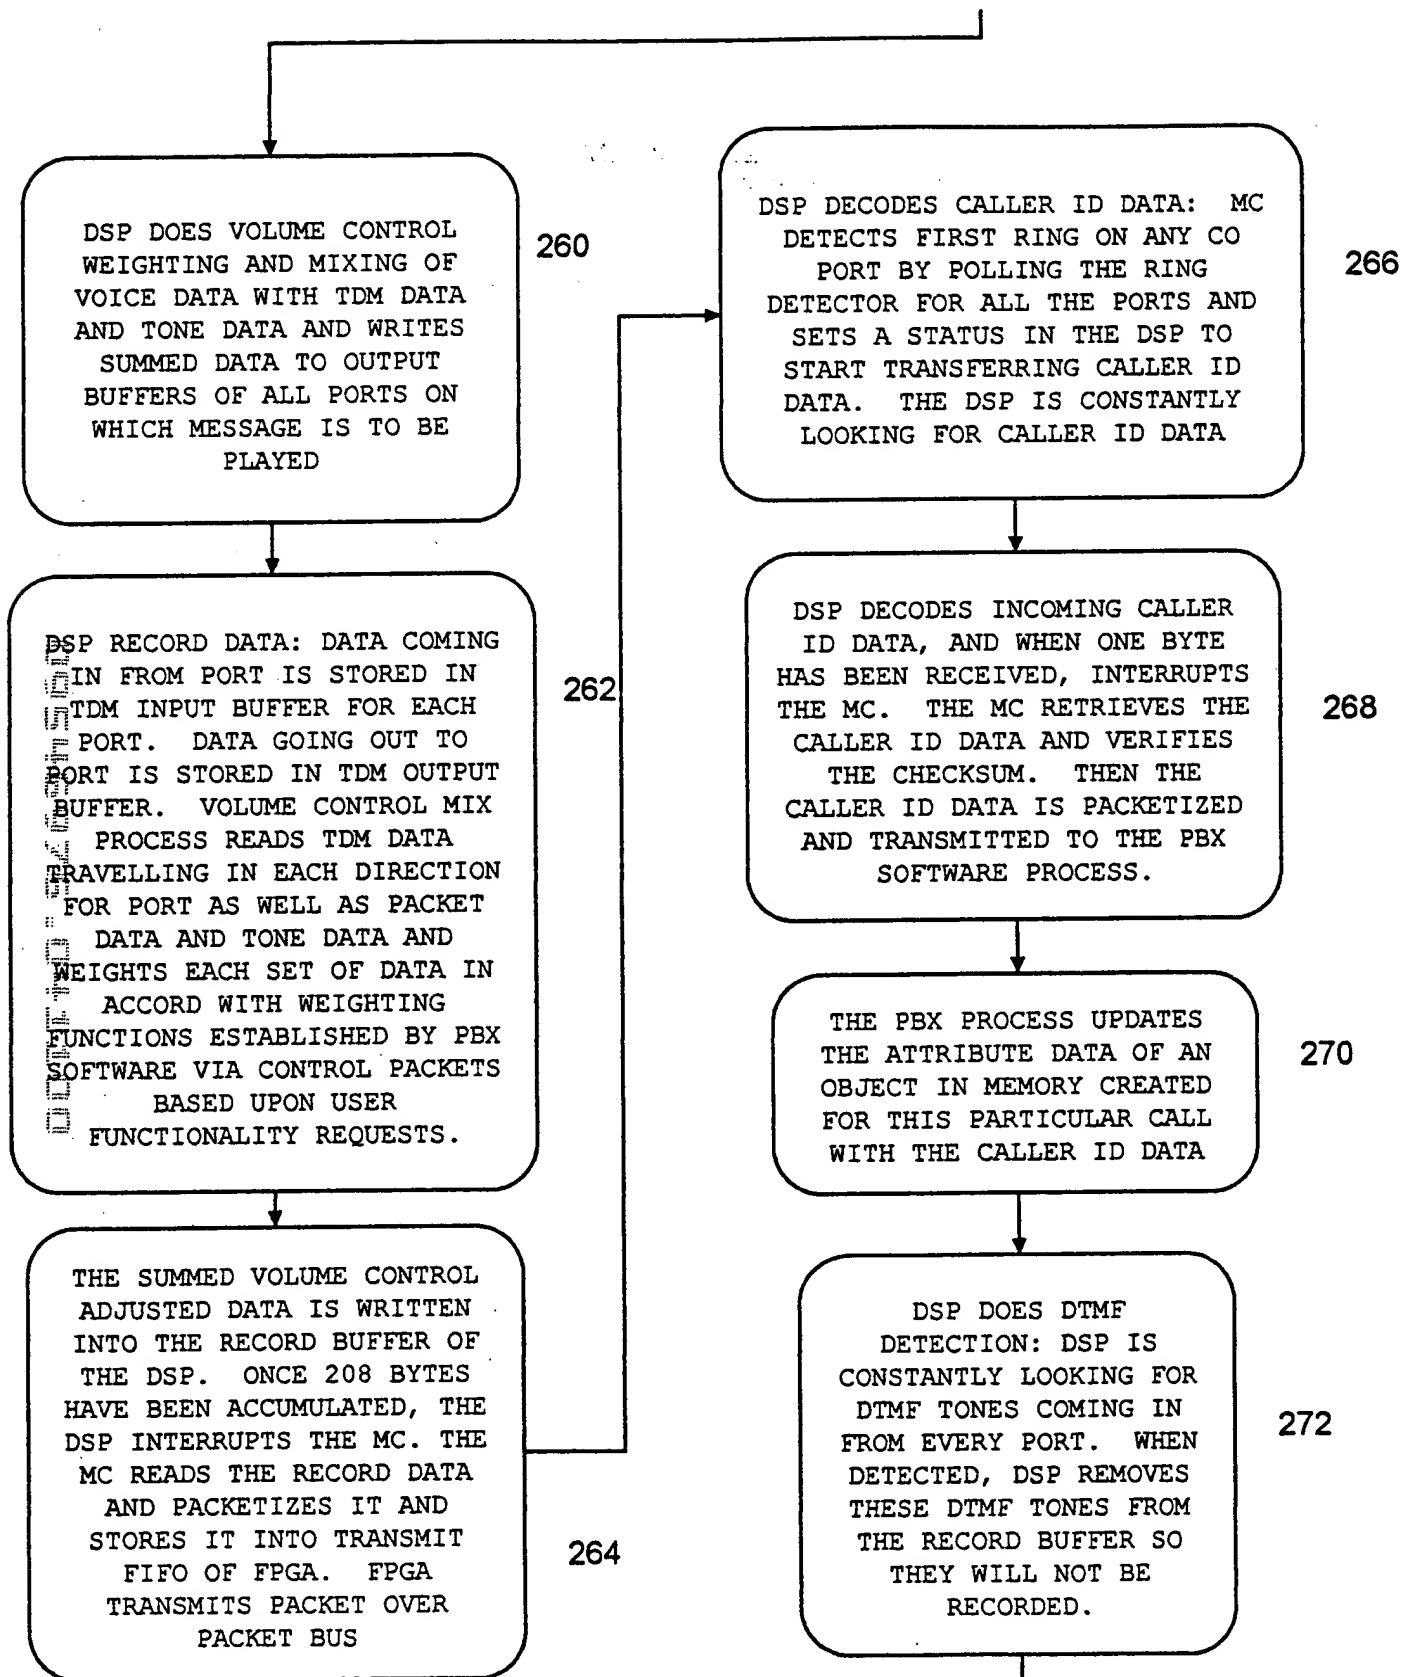 DSP DOES VOLUME CONTROL
WEIGHTING AND MIXING OF
VOICE DATA WITH TDM DATA
AND TONE DATA AND WRITES
SUMMED DATA TO OUTPUT
BUFFERS OF ALL PORTS ON
WHICH MESSAGE IS TO BE
PLAYED
260
DSP RECORD DATA: DATA COMING
IN FROM PORT IS STORED IN
TDM INPUT BUFFER FOR EACH
PORT. DATA GOING OUT TO
PORT IS STORED IN TDM OUTPUT
BUFFER. VOLUME CONTROL MIX
PROCESS READS TDM DATA
TRAVELLING IN EACH DIRECTION
FOR PORT AS WELL AS PACKET
DATA AND TONE DATA AND
WEIGHTS EACH SET OF DATA IN
ACCORD WITH WEIGHTING
FUNCTIONS ESTABLISHED BY PBX
SOFTWARE VIA CONTROL PACKETS
BASED UPON USER
FUNCTIONALITY REQUESTS.
262
THE SUMMED VOLUME CONTROL
ADJUSTED DATA IS WRITTEN
INTO THE RECORD BUFFER OF
THE DSP. ONCE 208 BYTES
HAVE BEEN ACCUMULATED, THE
DSP INTERRUPTS THE MC. THE
MC READS THE RECORD DATA
AND PACKETIZES IT AND
STORES IT INTO TRANSMIT
FIFO OF FPGA. FPGA
TRANSMITS PACKET OVER
PACKET BUS
264
DSP DECODES CALLER ID DATA: MC
DETECTS FIRST RING ON ANY CO
PORT BY POLLING THE RING
DETECTOR FOR ALL THE PORTS AND
SETS A STATUS IN THE DSP TO
START TRANSFERRING CALLER ID
DATA. THE DSP IS CONSTANTLY
LOOKING FOR CALLER ID DATA
266
DSP DECODES INCOMING CALLER
ID DATA, AND WHEN ONE BYTE
HAS BEEN RECEIVED, INTERRUPTS
THE MC. THE MC RETRIEVES THE
CALLER ID DATA AND VERIFIES
THE CHECKSUM. THEN THE
CALLER ID DATA IS PACKETIZED
AND TRANSMITTED TO THE PBX
SOFTWARE PROCESS.
268
THE PBX PROCESS UPDATES
THE ATTRIBUTE DATA OF AN
OBJECT IN MEMORY CREATED
FOR THIS PARTICULAR CALL
WITH THE CALLER ID DATA
270
DSP DOES DTMF
DETECTION: DSP IS
CONSTANTLY LOOKING FOR
DTMF TONES COMING IN
FROM EVERY PORT. WHEN
DETECTED, DSP REMOVES
THESE DTMF TONES FROM
THE RECORD BUFFER SO
THEY WILL NOT BE
RECORDED.
272